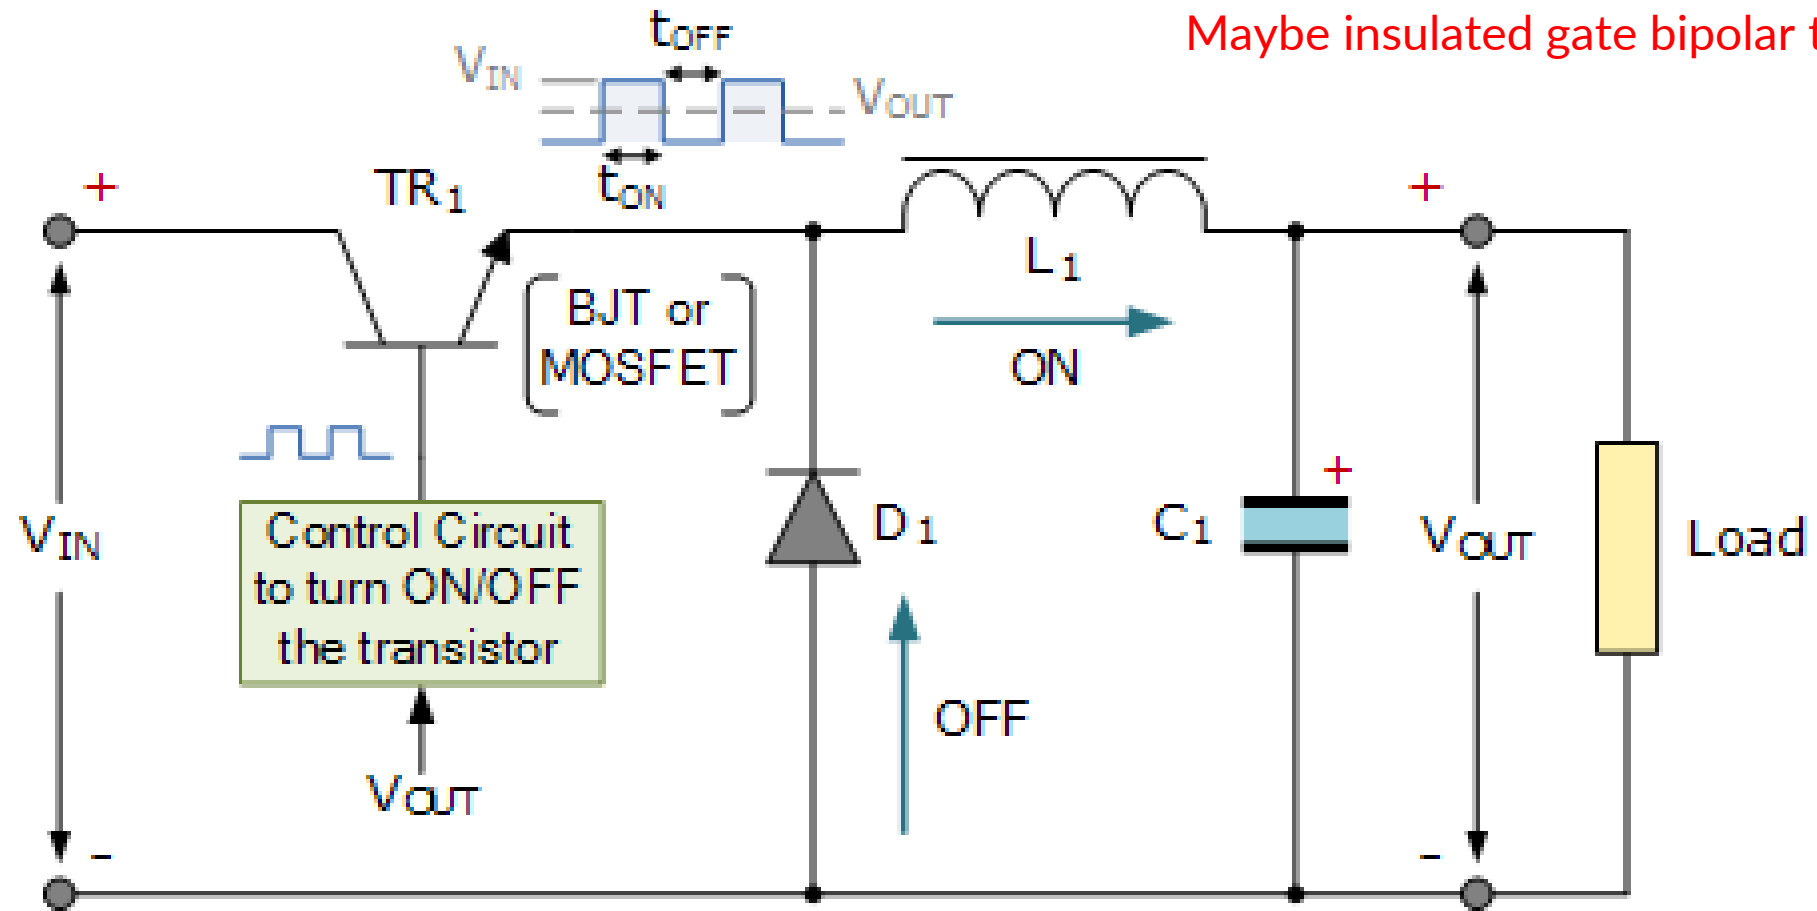 Maybe insulated gate bipolar
tOFF
VIN
VOUT
tON
+
TR1
+
L1
BJT or
MOSFET
ON
+
VIN
Control Circuit
to turn ON/OFF
the transistor
D1
C1
VOUT
Load
OFF
VOUT
-
-